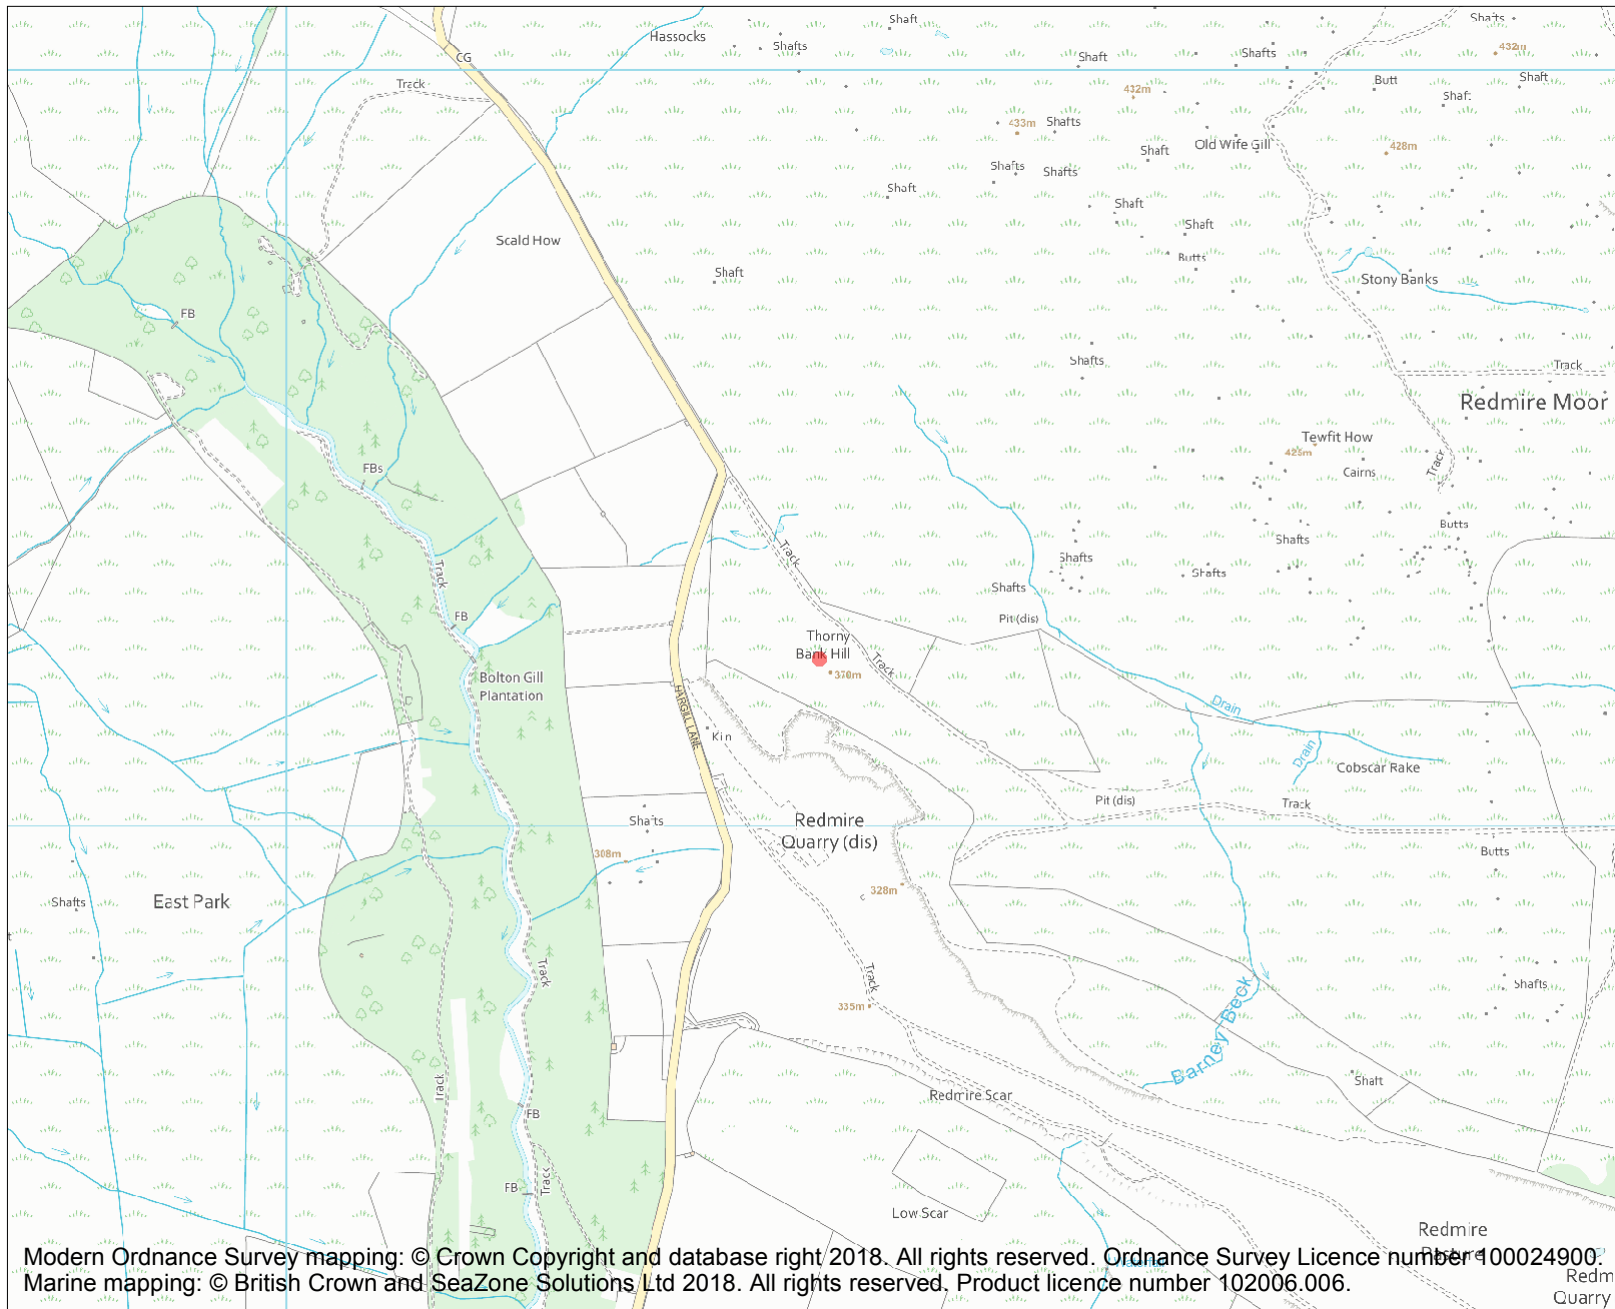 Shaft
Shafts
Hassocks
Shafts
432m
CG
Shaft
Shafts
Track
432m
Butt
Shaft
Shaft
433m
Shafts
Shaft
Old Wife Gill
428m
Shafts
Shafts
Shaft
Shaft
Shaft
Scald How
Butts
Shaft
Stony Banks
FB
Shafts
Track
Redmire Moor
Tewfit How
Cairns
Track
FBs
Butts
Shafts
Track
Shafts
Shafts
Shafts
Track
FB
Pit (dis)
Thorny
Bank Hill
370m
Track
Bolton Gill
Plantation
HARGILL LANE
Drain
Kln
Drain
Cobscar Rake
Pit (dis)
Track
Shafts
Redmire
Quarry (dis)
308m
Butts
328m
Shafts
East Park
Track
Track
Shafts
335m
Barney Beck
Track
Shaft
Redmire Scar
FB
Track
FB
Low Scar
Redmire
Pasture
Modern Ordnance Survey mapping: © Crown Copyright and database right 2018. All rights reserved. Ordnance Survey Licence number 100024900.
Marine mapping: © British Crown and SeaZone Solutions Ltd 2018. All rights reserved. Product licence number 102006.006.
Redm
Quarry